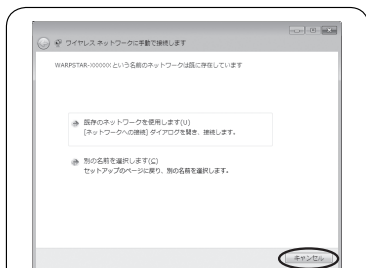 ワイヤレス ネットワークに手動で接続します
WARPSTAR-XXXXXX という名前のネットワークは既に存在しています
既存のネットワークを使用します(U)
[ネットワークへの接続] ダイアログを開き、接続します。
別の名前を選択します(C)
セットアップのページに戻り、別の名前を選択します。
キャンセル